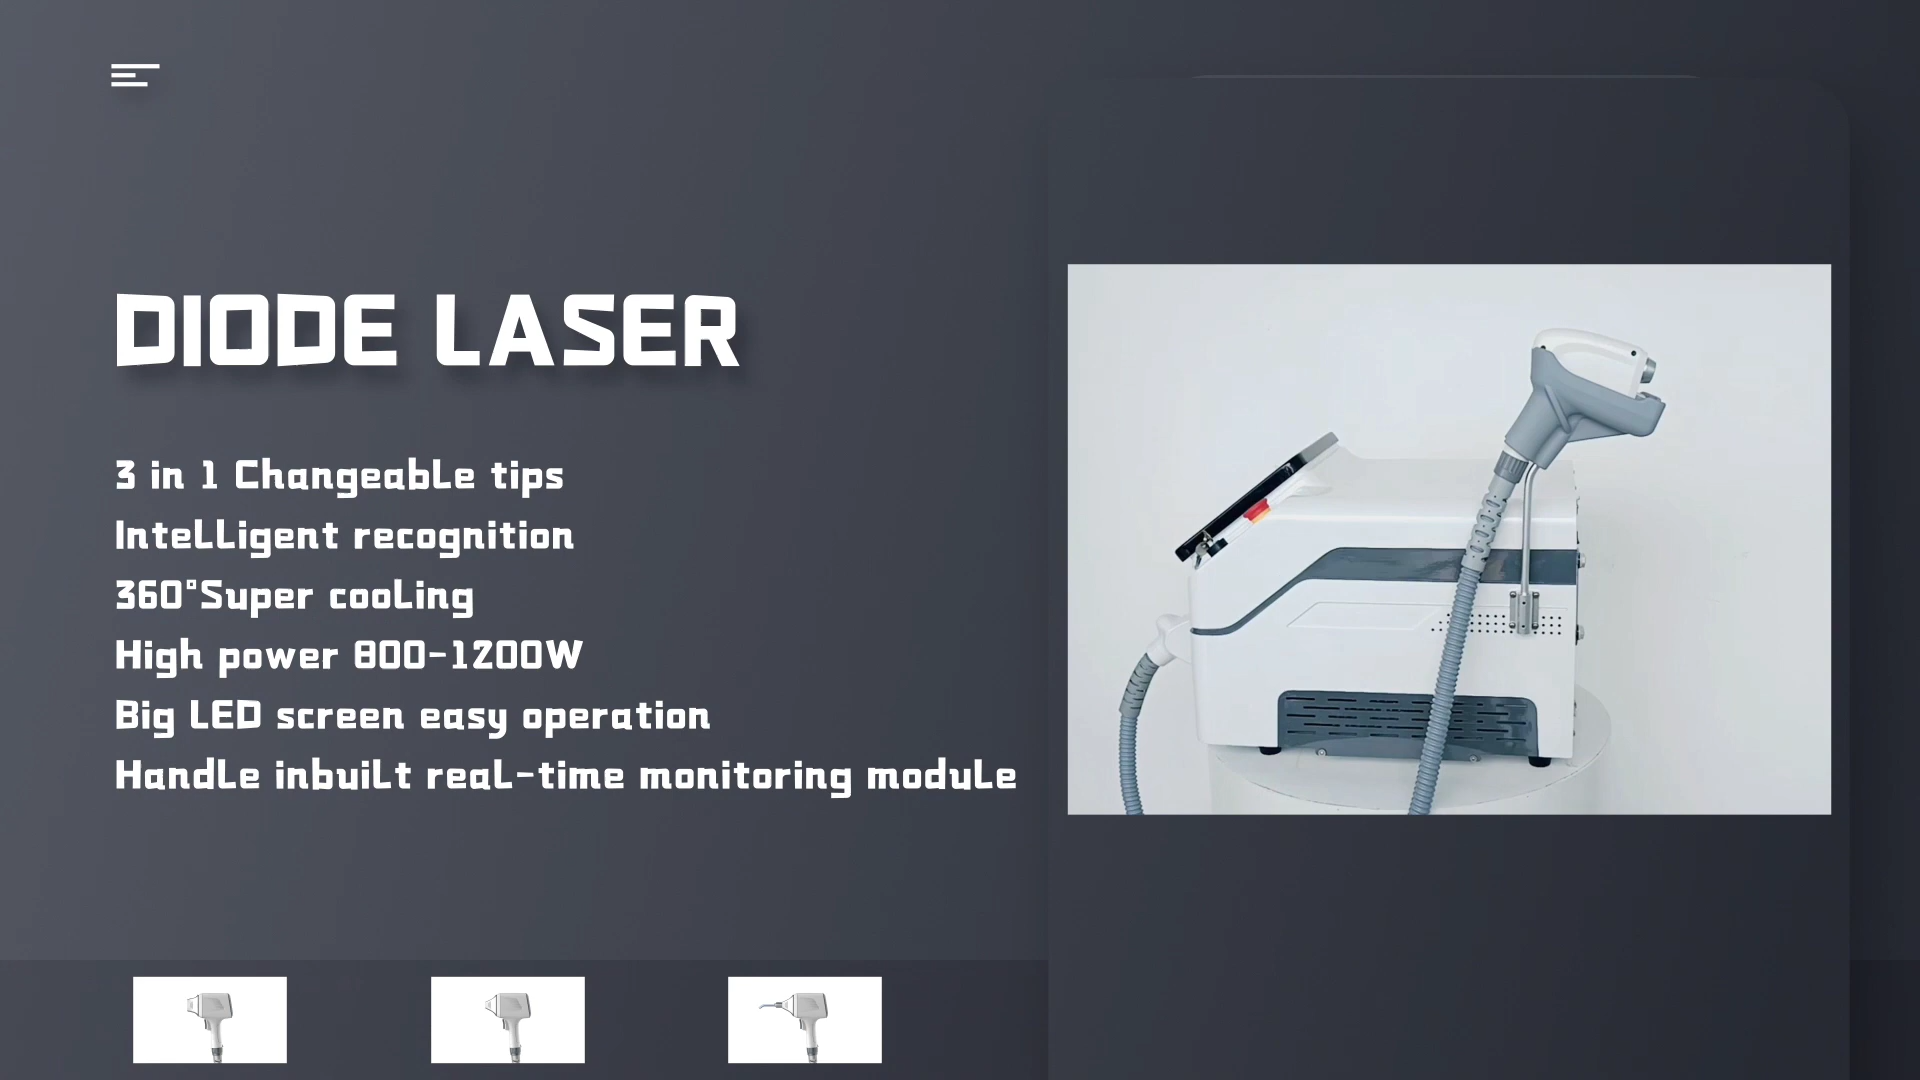 DIODE LASER
3 in 1 Changeable tips
Intelligent recognition
360°Super cooling
High power 800-1200W
Big LED screen easy operation
Handle inbuilt real-time monitoring module